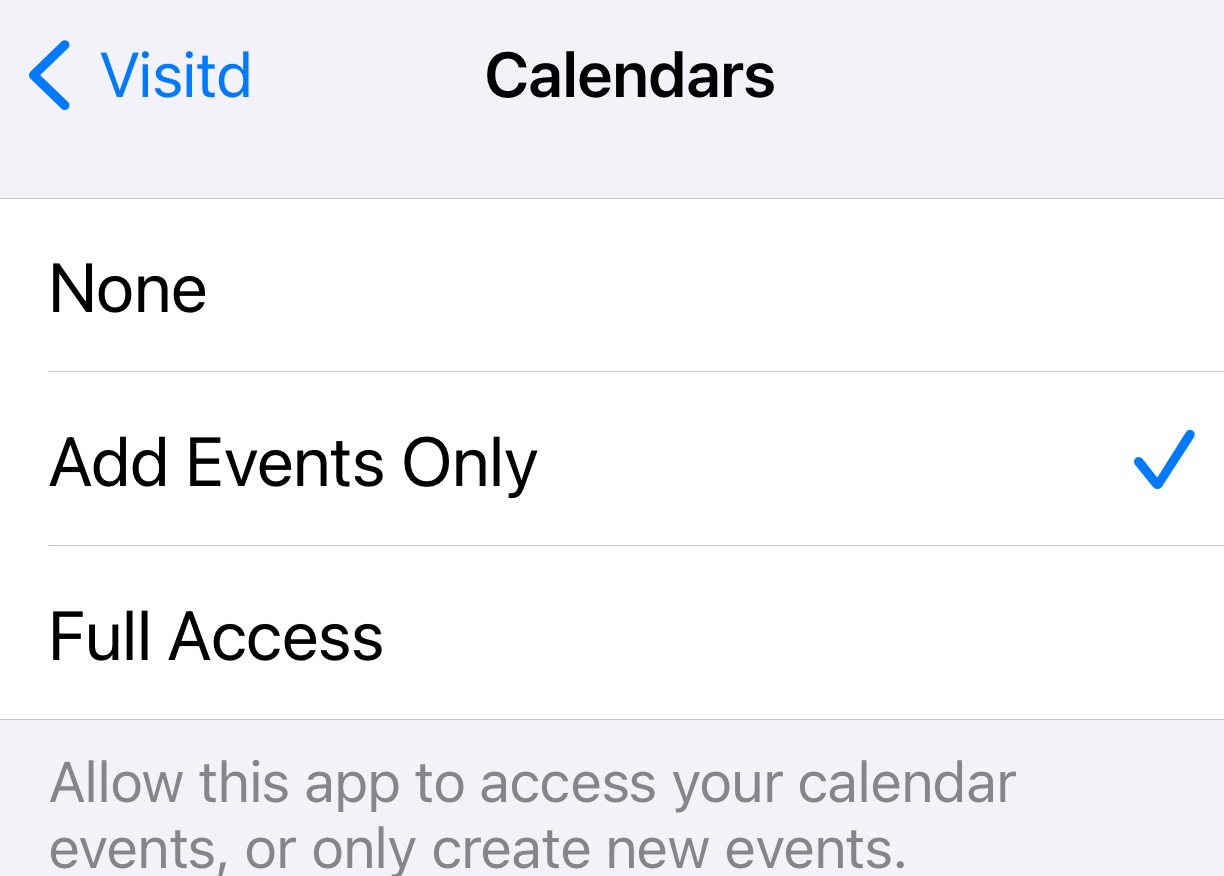 Visitd
Calendars
None
Add Events Only
Full Access
Allow this app to access your calendar
events, or only create new events.